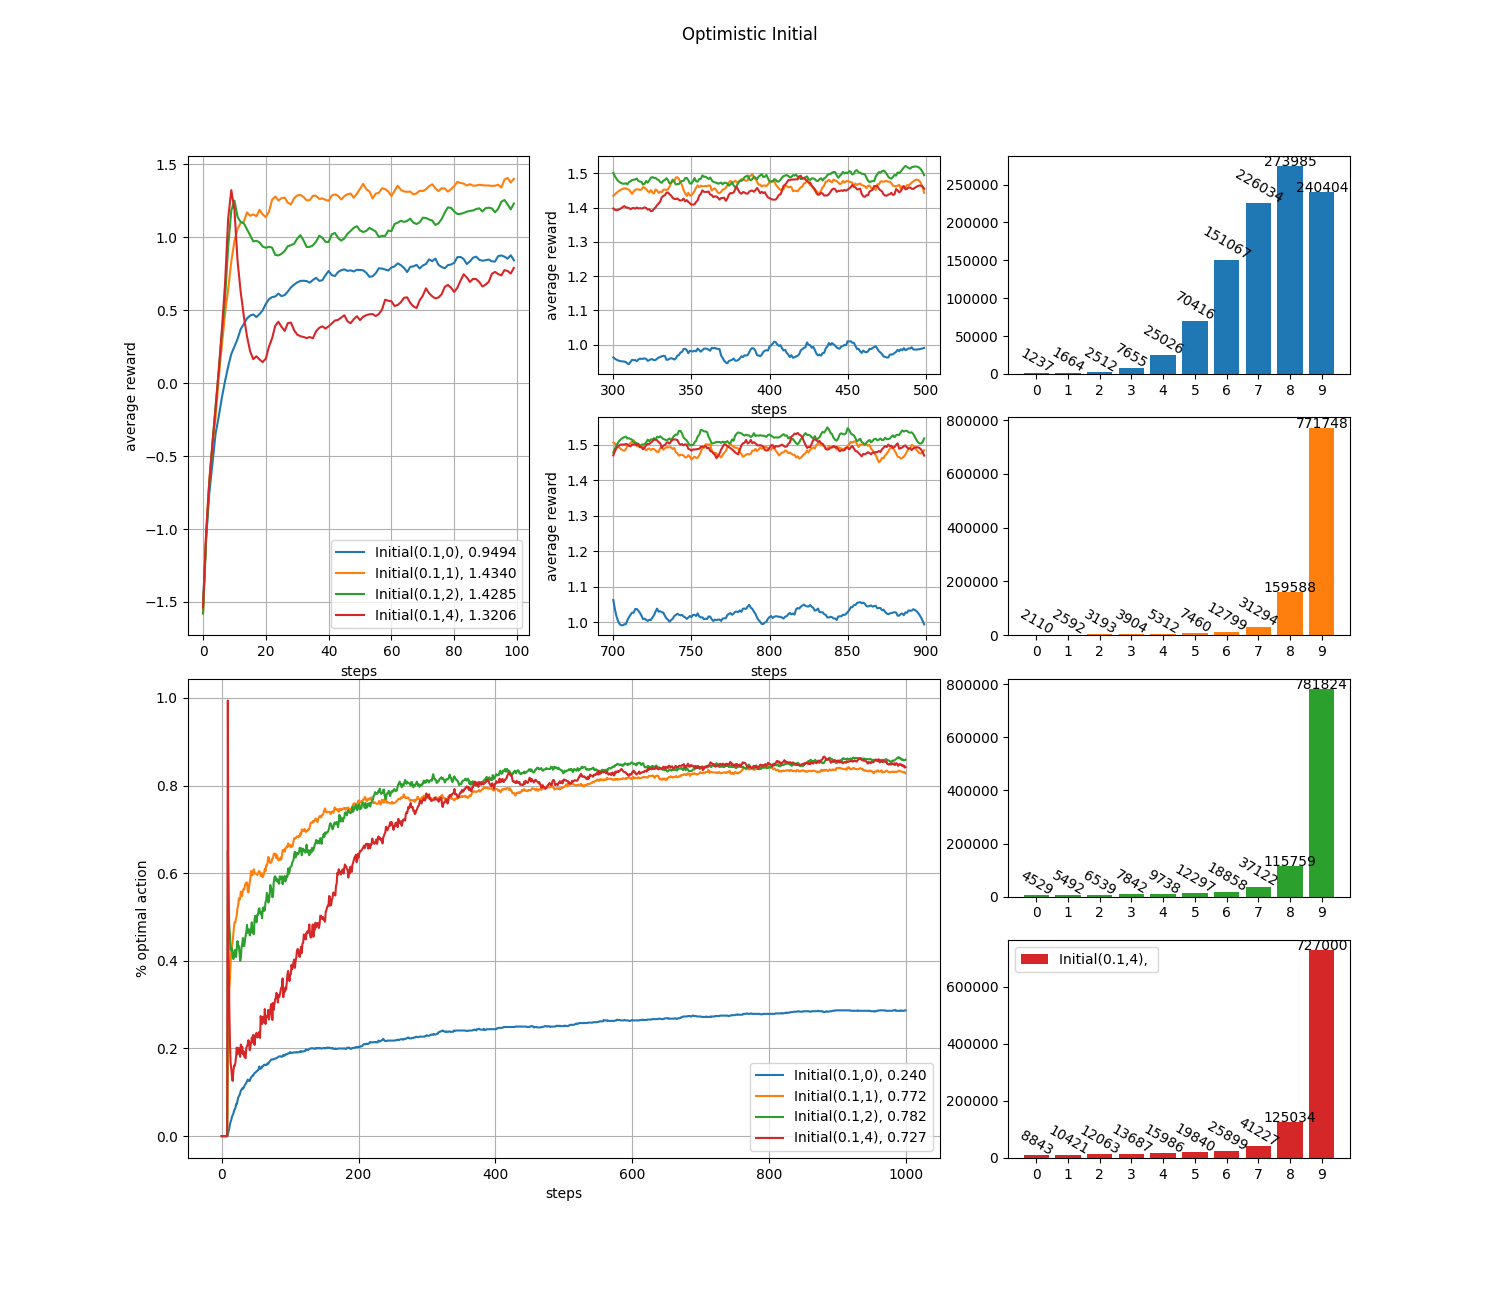 Optimistic Initial
1.5
1.0
0.5
0.0
−0.5
−1.0
−1.5
average reward
0 20 40 60 80 100
steps
Initial(0.1,0), 0.9494
Initial(0.1,1), 1.4340
Initial(0.1,2), 1.4285
Initial(0.1,4), 1.3206
1.5
1.4
1.3
1.2
1.1
1.0
average reward
300 350 400 450 500
steps
1.5
1.4
1.3
1.2
1.1
1.0
average reward
700 750 800 850 900
steps
250000
200000
150000
100000
50000
0
1237 1664 2512 7655 25026 70416 151067 226034 273985 240404
0 1 2 3 4 5 6 7 8 9
800000
600000
400000
200000
0
2110 2592 3193 3904 5312 7460 12799 31294 159588 771748
0 1 2 3 4 5 6 7 8 9
1.0
0.8
0.6
0.4
0.2
0.0
% optimal action
0 200 400 600 800 1000
steps
Initial(0.1,0), 0.240
Initial(0.1,1), 0.772
Initial(0.1,2), 0.782
Initial(0.1,4), 0.727
800000
600000
400000
200000
0
4529 5492 6539 7842 9738 12297 18858 37122 115759 781824
0 1 2 3 4 5 6 7 8 9
Initial(0.1,4),
600000
400000
200000
0
8843 10421 12063 13687 15986 19840 25899 41227 125034 727000
0 1 2 3 4 5 6 7 8 9